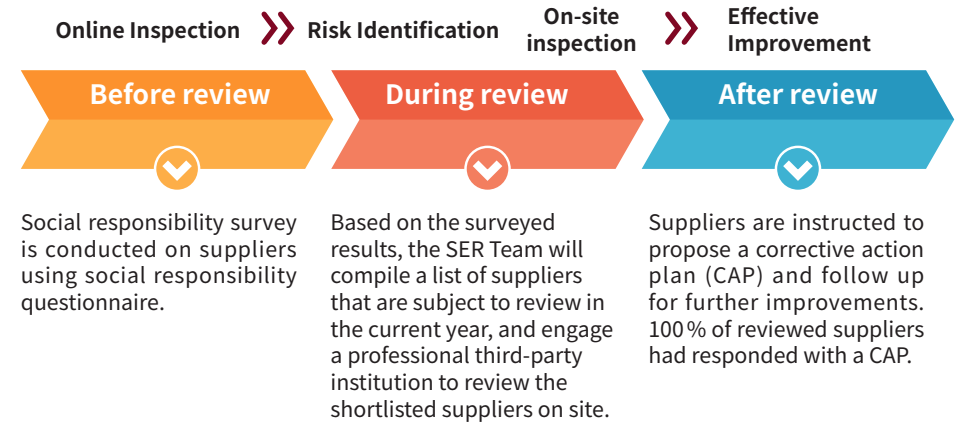 Online Inspection
Risk Identification
On-site
inspection
Effective
Improvement
Before review
During review
After review
Social responsibility survey
is conducted on suppliers
using social responsibility
questionnaire.
Based on the surveyed
results, the SER Team will
compile a list of suppliers
that are subject to review in
the current year, and engage
a professional third-party
institution to review the
shortlisted suppliers on site.
Suppliers are instructed to
propose a corrective action
plan (CAP) and follow up
for further improvements.
100% of reviewed suppliers
had responded with a CAP.